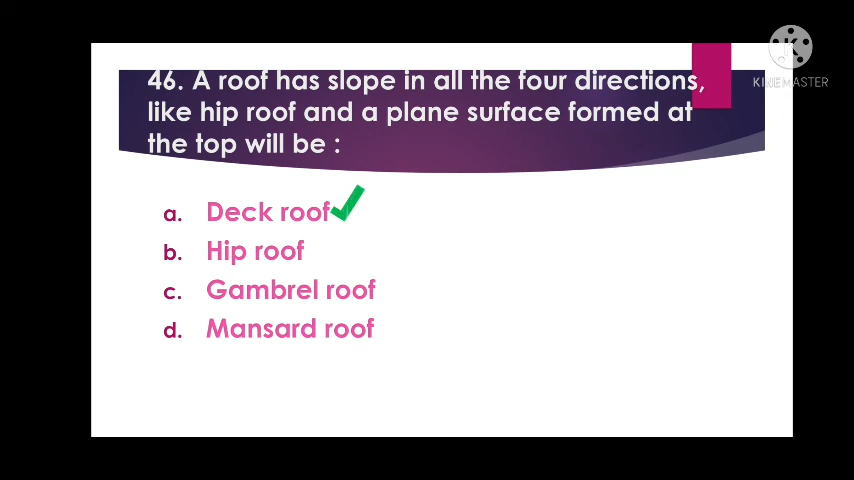 46. A roof has slope in all the four directions,
like hip roof and a plane surface formed at
the top will be :
a. Deck roof
b. Hip roof
c. Gambrel roof
d. Mansard roof
K
KINEMASTER